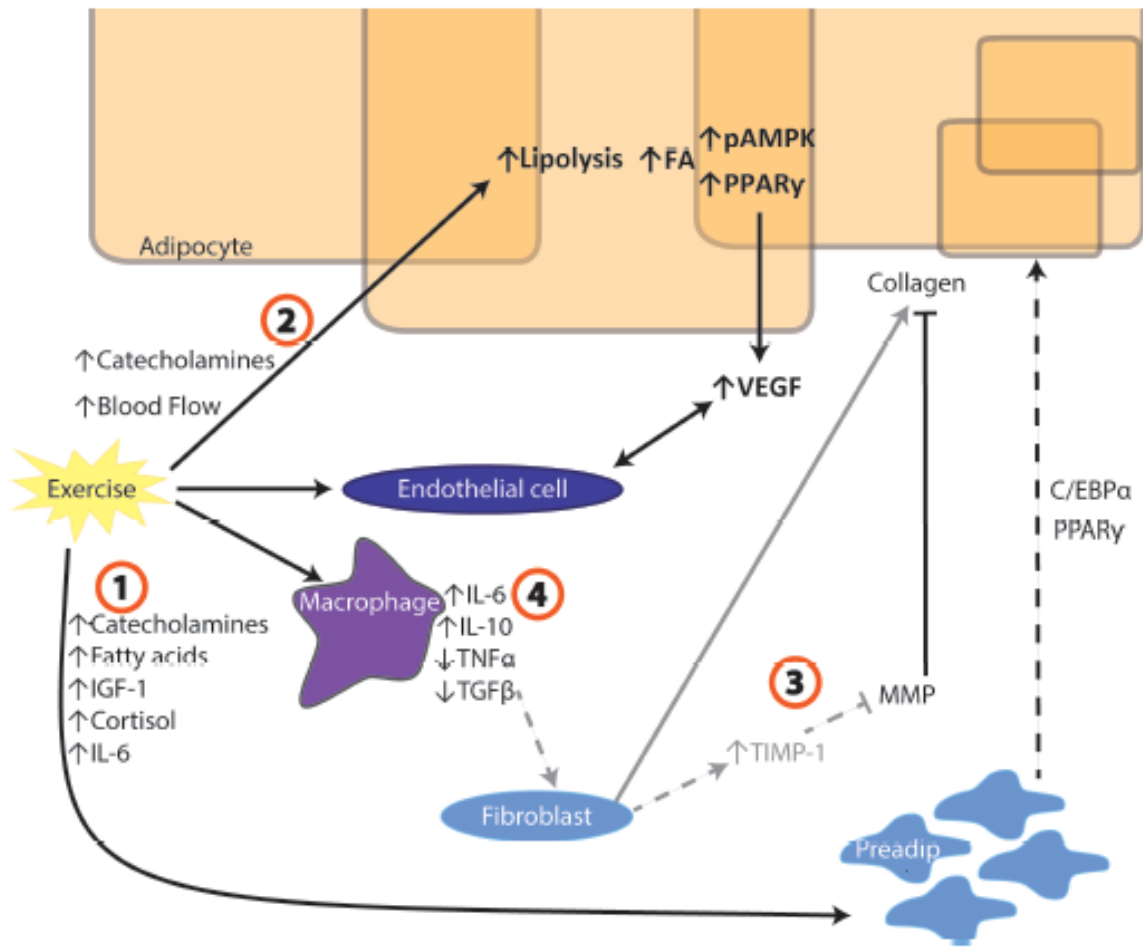 ↑Lipolysis ↑FA ↑pAMPK
↑PPARγ
Adipocyte
Collagen
2
↑Catecholamines
↑Blood Flow
↑VEGF
Exercise
Endothelial cell
C/EBPα
PPARγ
1
↑Catecholamines
↑Fatty acids
↑IGF-1
↑Cortisol
↑IL-6
Macrophage
↑IL-6
4
↑IL-10
↓TNFα
↓TGFβ
3
MMP
↑TIMP-1
Fibroblast
Preadip